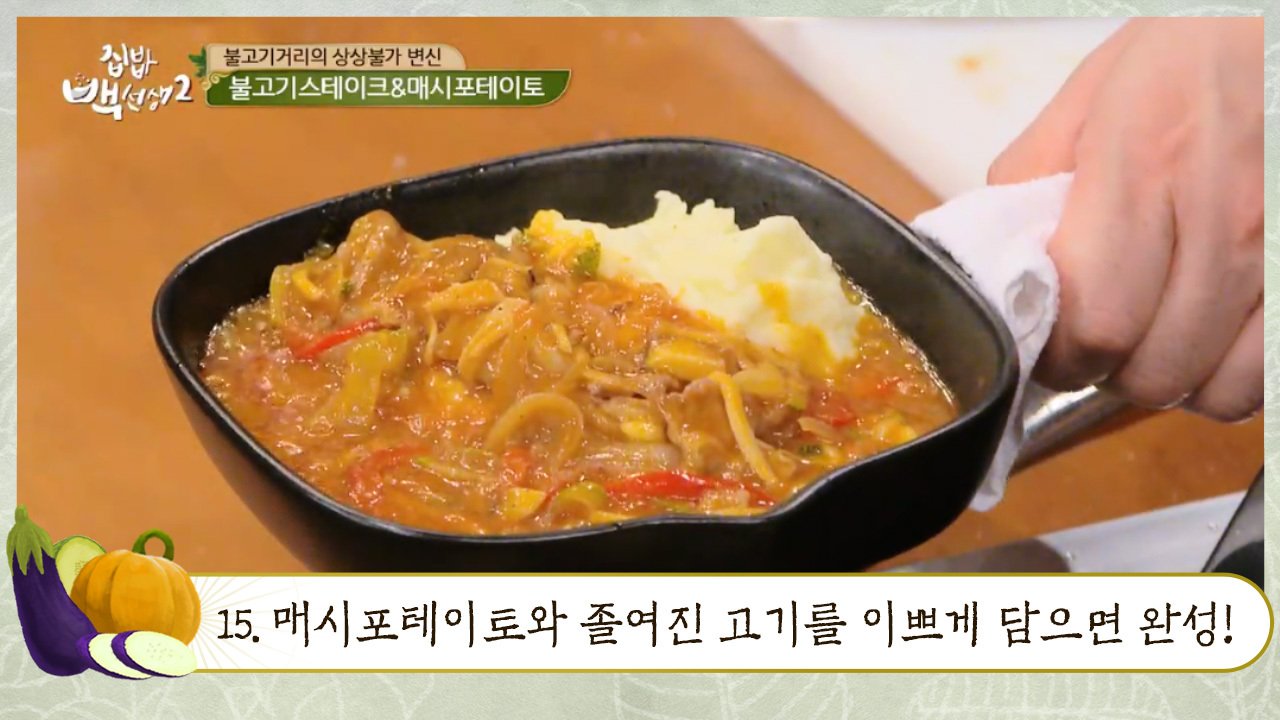 집밥
백선생2
불고기거리의 상상불가 변신
불고기스테이크&매시포테이토
15. 매시포테이토와 졸여진 고기를 이쁘게 담으면 완성!